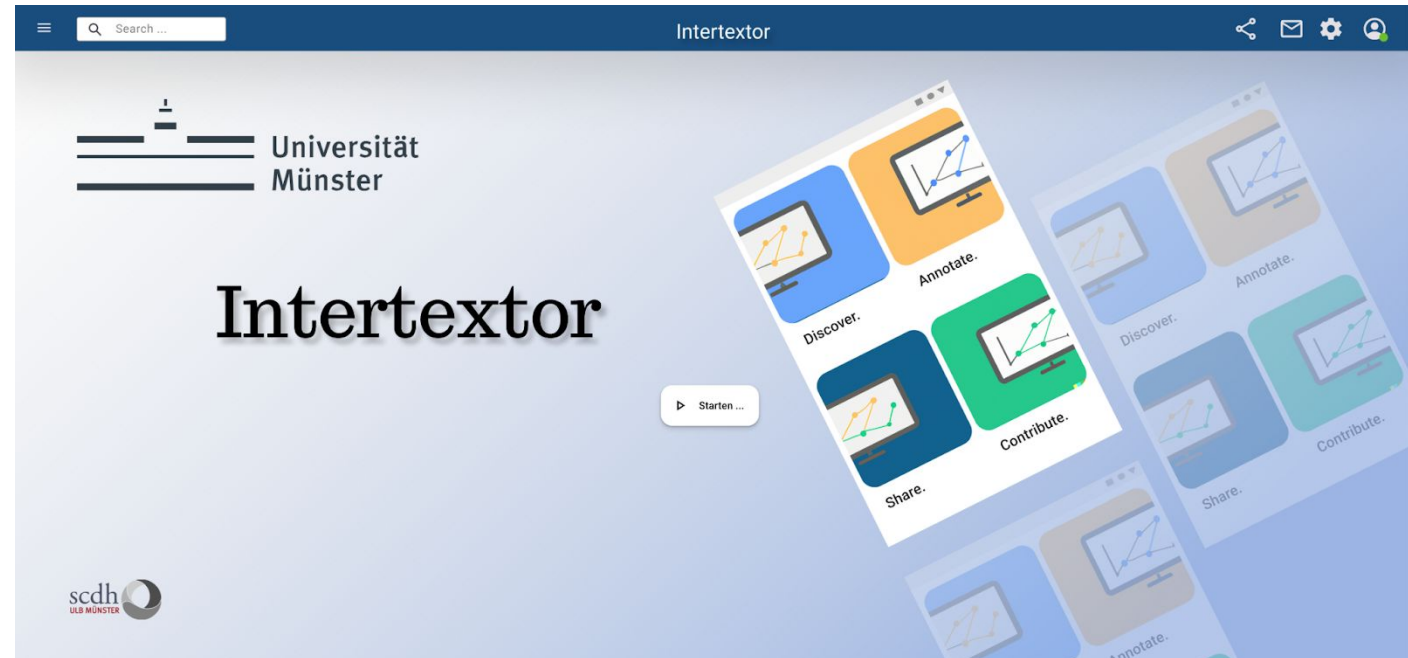 Search ...
Intertextor
Universität
Münster
Intertextor
Starten ...
Annotate.
Discover.
Contribute.
Share.
Annotate.
Discover.
Contribute.
Share.
Annotate.
scdh
ULB MÜNSTER